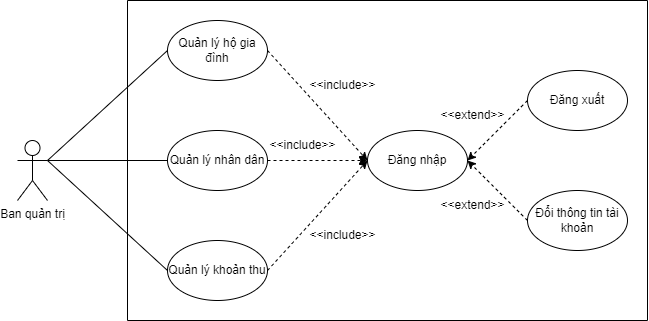 Quản lý hộ gia
đình
<<include>>
Đăng xuất
<<extend>>
Quản lý nhân dân
<<include>>
Đăng nhập
Ban quản trị
<<extend>>
Đổi thông tin tài
khoản
<<include>>
Quản lý khoản thu